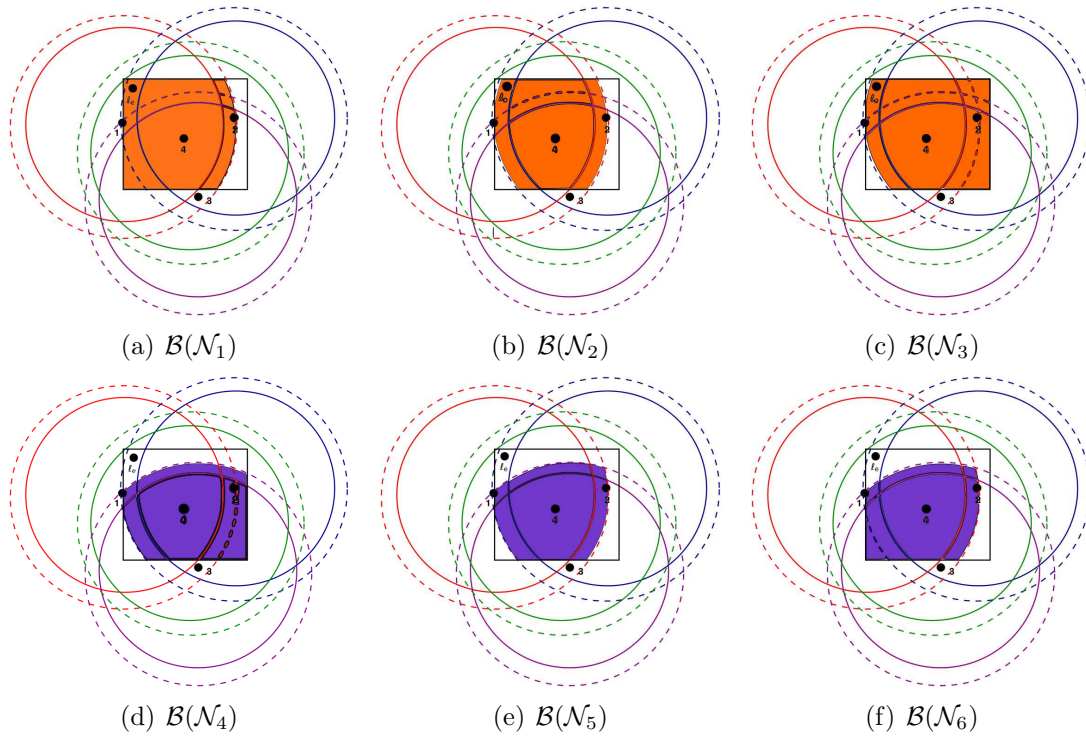 ℓₑ 1 2 3 4
ℓₑ 1 2 3 4
ℓₑ 1 2 3 4
(a) 𝓑(𝓝₁) (b) 𝓑(𝓝₂) (c) 𝓑(𝓝₃)
ℓₑ 1 2 3 4
ℓₑ 1 2 3 4
ℓₑ 1 2 3 4
(d) 𝓑(𝓝₄) (e) 𝓑(𝓝₅) (f) 𝓑(𝓝₆)